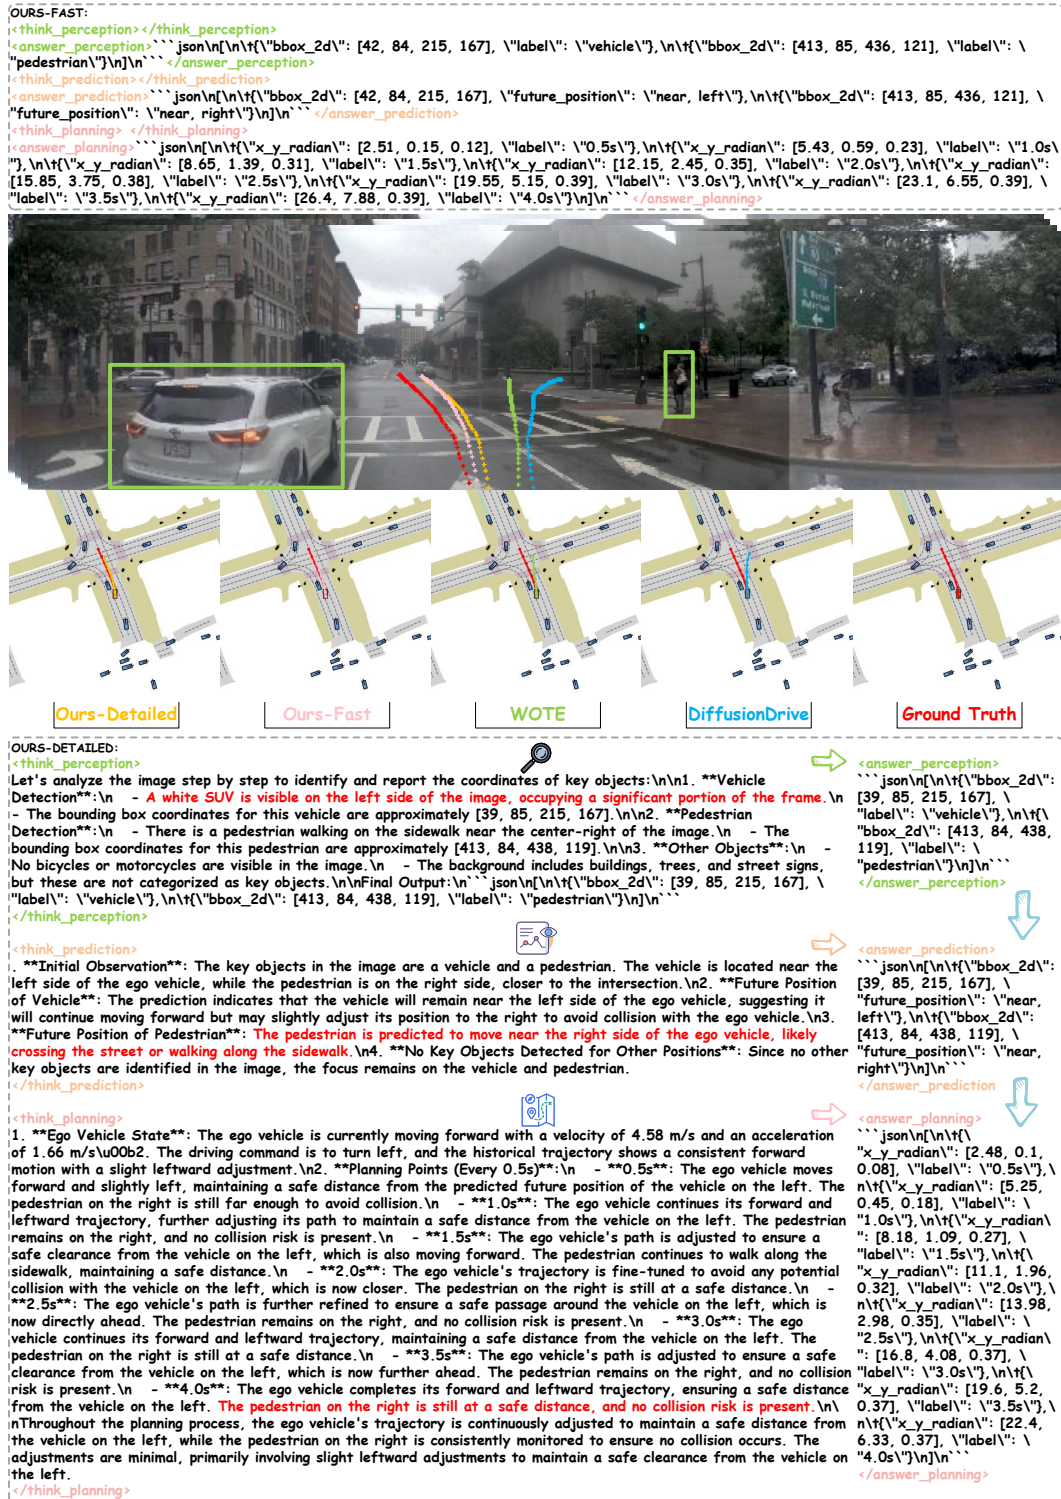 OURS-FAST:
<think_perception></think_perception>
<answer_perception>```json\n[\n\t{\"bbox_2d\": [42, 84, 215, 167], \"label\": \"vehicle\"},\n\t{\"bbox_2d\": [413, 85, 436, 121], \"label\": \
"pedestrian\"}\n]\n```</answer_perception>
<think_prediction></think_prediction>
<answer_prediction>```json\n[\n\t{\"bbox_2d\": [42, 84, 215, 167], \"future_position\": \"near, left\"},\n\t{\"bbox_2d\": [413, 85, 436, 121], \
"future_position\": \"near, right\"}\n]\n```</answer_prediction>
<think_planning> </think_planning>
<answer_planning>```json\n[\n\t{\"x_y_radian\": [2.51, 0.15, 0.12], \"label\": \"0.5s\"},\n\t{\"x_y_radian\": [5.43, 0.59, 0.23], \"label\": \"1.0s\
"},\n\t{\"x_y_radian\": [8.65, 1.39, 0.31], \"label\": \"1.5s\"},\n\t{\"x_y_radian\": [12.15, 2.45, 0.35], \"label\": \"2.0s\"},\n\t{\"x_y_radian\":
[15.85, 3.75, 0.38], \"label\": \"2.5s\"},\n\t{\"x_y_radian\": [19.55, 5.15, 0.39], \"label\": \"3.0s\"},\n\t{\"x_y_radian\": [23.1, 6.55, 0.39], \
"label\": \"3.5s\"},\n\t{\"x_y_radian\": [26.4, 7.88, 0.39], \"label\": \"4.0s\"}\n]\n```</answer_planning>
Ours-Detailed
Ours-Fast
WOTE
DiffusionDrive
Ground Truth
OURS-DETAILED:
<think_perception>
Let's analyze the image step by step to identify and report the coordinates of key objects:\n\n1. **Vehicle
Detection**:\n   - A white SUV is visible on the left side of the image, occupying a significant portion of the frame.\n
- The bounding box coordinates for this vehicle are approximately [39, 85, 215, 167].\n\n2. **Pedestrian
Detection**:\n   - There is a pedestrian walking on the sidewalk near the center-right of the image.\n   - The
bounding box coordinates for this pedestrian are approximately [413, 84, 438, 119].\n\n3. **Other Objects**:\n   -
No bicycles or motorcycles are visible in the image.\n   - The background includes buildings, trees, and street signs,
but these are not categorized as key objects.\n\nFinal Output:\n```json\n[\n\t{\"bbox_2d\": [39, 85, 215, 167], \
"label\": \"vehicle\"},\n\t{\"bbox_2d\": [413, 84, 438, 119], \"label\": \"pedestrian\"}\n]\n```
</think_perception>
<answer_perception>
```json\n[\n\t{\"bbox_2d\":
[39, 85, 215, 167], \
"label\": \"vehicle\"},\n\t{\
"bbox_2d\": [413, 84, 438,
119], \"label\": \
"pedestrian\"}\n]\n```
</answer_perception>
<think_prediction>
. **Initial Observation**: The key objects in the image are a vehicle and a pedestrian. The vehicle is located near the
left side of the ego vehicle, while the pedestrian is on the right side, closer to the intersection.\n2. **Future Position
of Vehicle**: The prediction indicates that the vehicle will remain near the left side of the ego vehicle, suggesting it
will continue moving forward but may slightly adjust its position to the right to avoid collision with the ego vehicle.\n3.
**Future Position of Pedestrian**: The pedestrian is predicted to move near the right side of the ego vehicle, likely
crossing the street or walking along the sidewalk.\n4. **No Key Objects Detected for Other Positions**: Since no other
key objects are identified in the image, the focus remains on the vehicle and pedestrian.
</think_prediction>
<answer_prediction>
```json\n[\n\t{\"bbox_2d\":
[39, 85, 215, 167], \
"future_position\": \"near,
left\"},\n\t{\"bbox_2d\":
[413, 84, 438, 119], \
"future_position\": \"near,
right\"}\n]\n```
</answer_prediction
<think_planning>
1. **Ego Vehicle State**: The ego vehicle is currently moving forward with a velocity of 4.58 m/s and an acceleration
of 1.66 m/s\u00b2. The driving command is to turn left, and the historical trajectory shows a consistent forward
motion with a slight leftward adjustment.\n2. **Planning Points (Every 0.5s)**:\n   - **0.5s**: The ego vehicle moves
forward and slightly left, maintaining a safe distance from the predicted future position of the vehicle on the left. The
pedestrian on the right is still far enough to avoid collision.\n   - **1.0s**: The ego vehicle continues its forward and
leftward trajectory, further adjusting its path to maintain a safe distance from the vehicle on the left. The pedestrian
remains on the right, and no collision risk is present.\n   - **1.5s**: The ego vehicle's path is adjusted to ensure a
safe clearance from the vehicle on the left, which is also moving forward. The pedestrian continues to walk along the
sidewalk, maintaining a safe distance.\n   - **2.0s**: The ego vehicle's trajectory is fine-tuned to avoid any potential
collision with the vehicle on the left, which is now closer. The pedestrian on the right is still at a safe distance.\n   -
**2.5s**: The ego vehicle's path is further refined to ensure a safe passage around the vehicle on the left, which is
now directly ahead. The pedestrian remains on the right, and no collision risk is present.\n   - **3.0s**: The ego
vehicle continues its forward and leftward trajectory, maintaining a safe distance from the vehicle on the left. The
pedestrian on the right is still at a safe distance.\n   - **3.5s**: The ego vehicle's path is adjusted to ensure a safe
clearance from the vehicle on the left, which is now further ahead. The pedestrian remains on the right, and no collision
risk is present.\n   - **4.0s**: The ego vehicle completes its forward and leftward trajectory, ensuring a safe distance
from the vehicle on the left. The pedestrian on the right is still at a safe distance, and no collision risk is present.\n\
nThroughout the planning process, the ego vehicle's trajectory is continuously adjusted to maintain a safe distance from
the vehicle on the left, while the pedestrian on the right is consistently monitored to ensure no collision occurs. The
adjustments are minimal, primarily involving slight leftward adjustments to maintain a safe clearance from the vehicle on
the left.
</think_planning>
<answer_planning>
```json\n[\n\t{\
"x_y_radian\": [2.48, 0.1,
0.08], \"label\": \"0.5s\"},\
n\t{\"x_y_radian\": [5.25,
0.45, 0.18], \"label\": \
"1.0s\"},\n\t{\"x_y_radian\
": [8.18, 1.09, 0.27], \
"label\": \"1.5s\"},\n\t{\
"x_y_radian\": [11.1, 1.96,
0.32], \"label\": \"2.0s\"},\
n\t{\"x_y_radian\": [13.98,
2.98, 0.35], \"label\": \
"2.5s\"},\n\t{\"x_y_radian\
": [16.8, 4.08, 0.37], \
"label\": \"3.0s\"},\n\t{\
"x_y_radian\": [19.6, 5.2,
0.37], \"label\": \"3.5s\"},\
n\t{\"x_y_radian\": [22.4,
6.33, 0.37], \"label\": \
"4.0s\"}\n]\n```
</answer_planning>